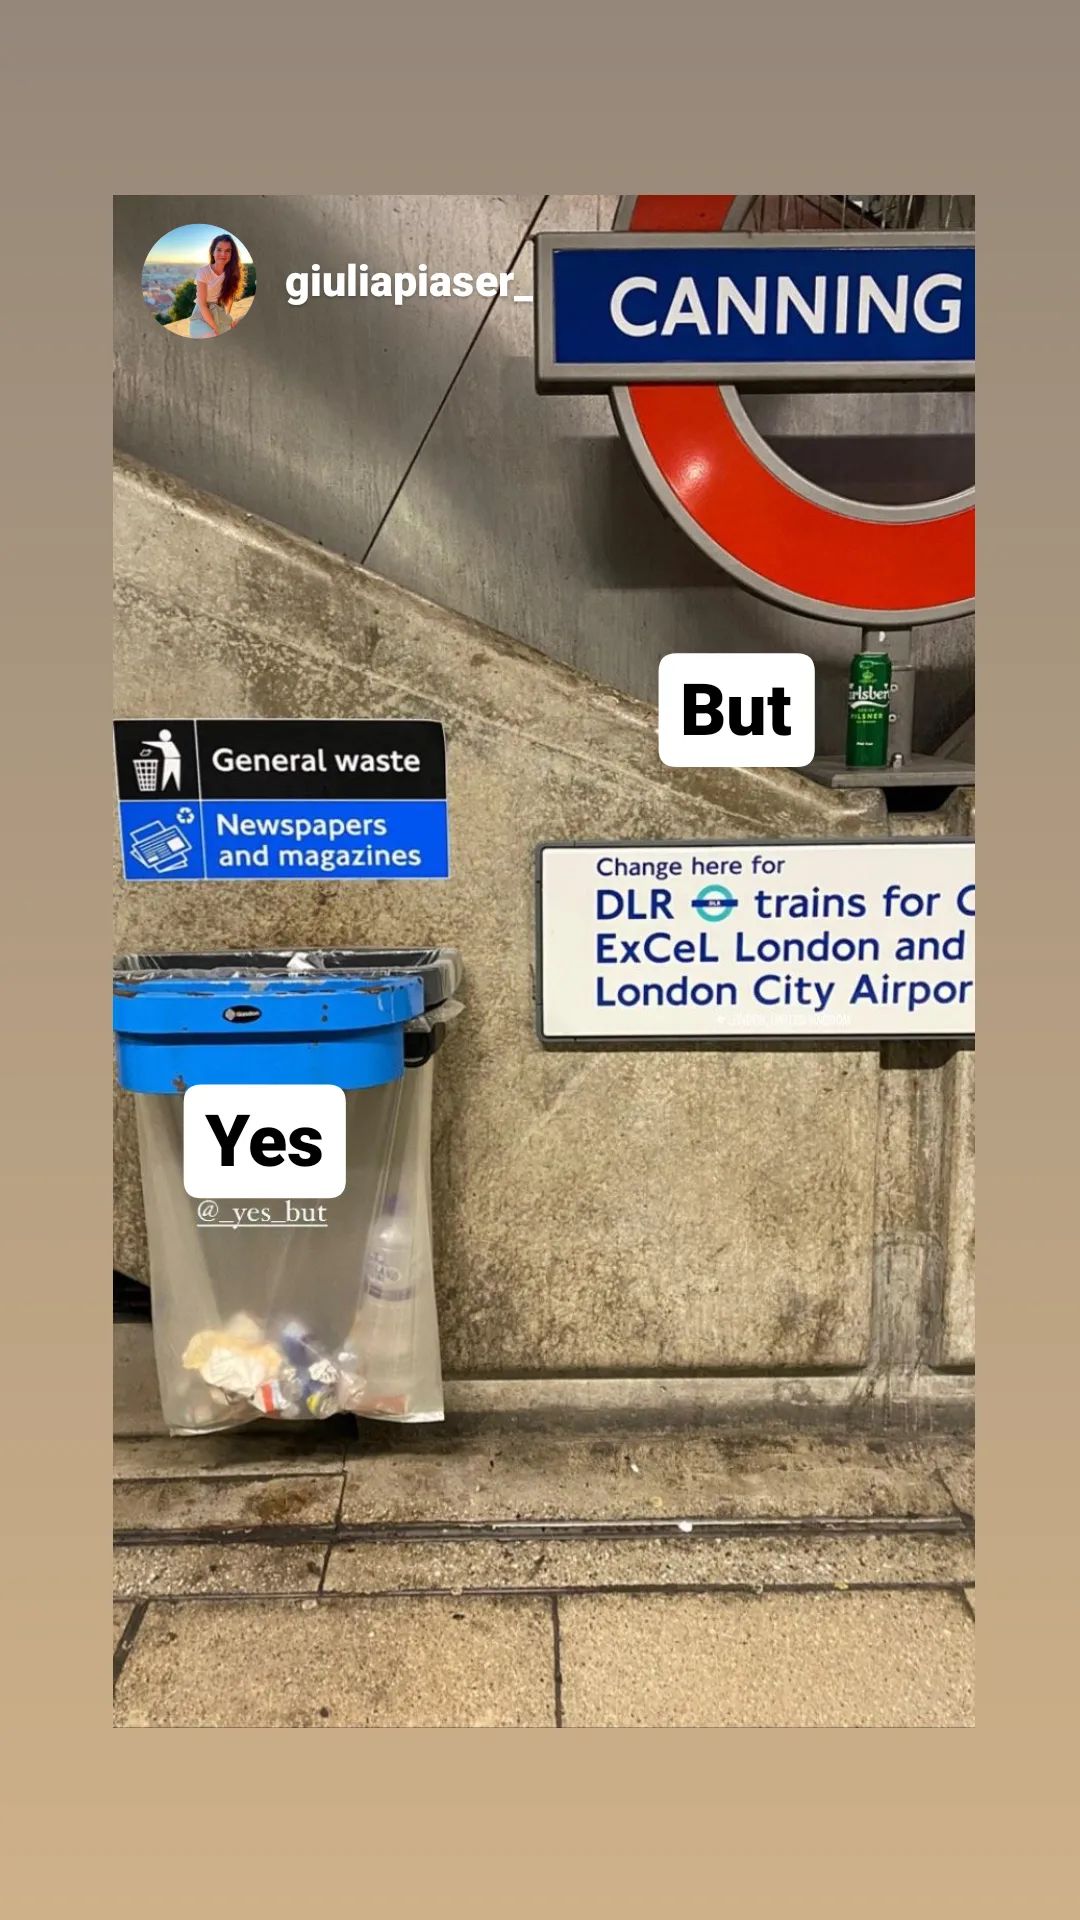 giuliapiaser_
CANNING
But
PILSNER
General waste
Newspapers
and magazines
Change here for
DLR trains for C
ExCeL London and
London City Airpor
Yes
@_yes_but